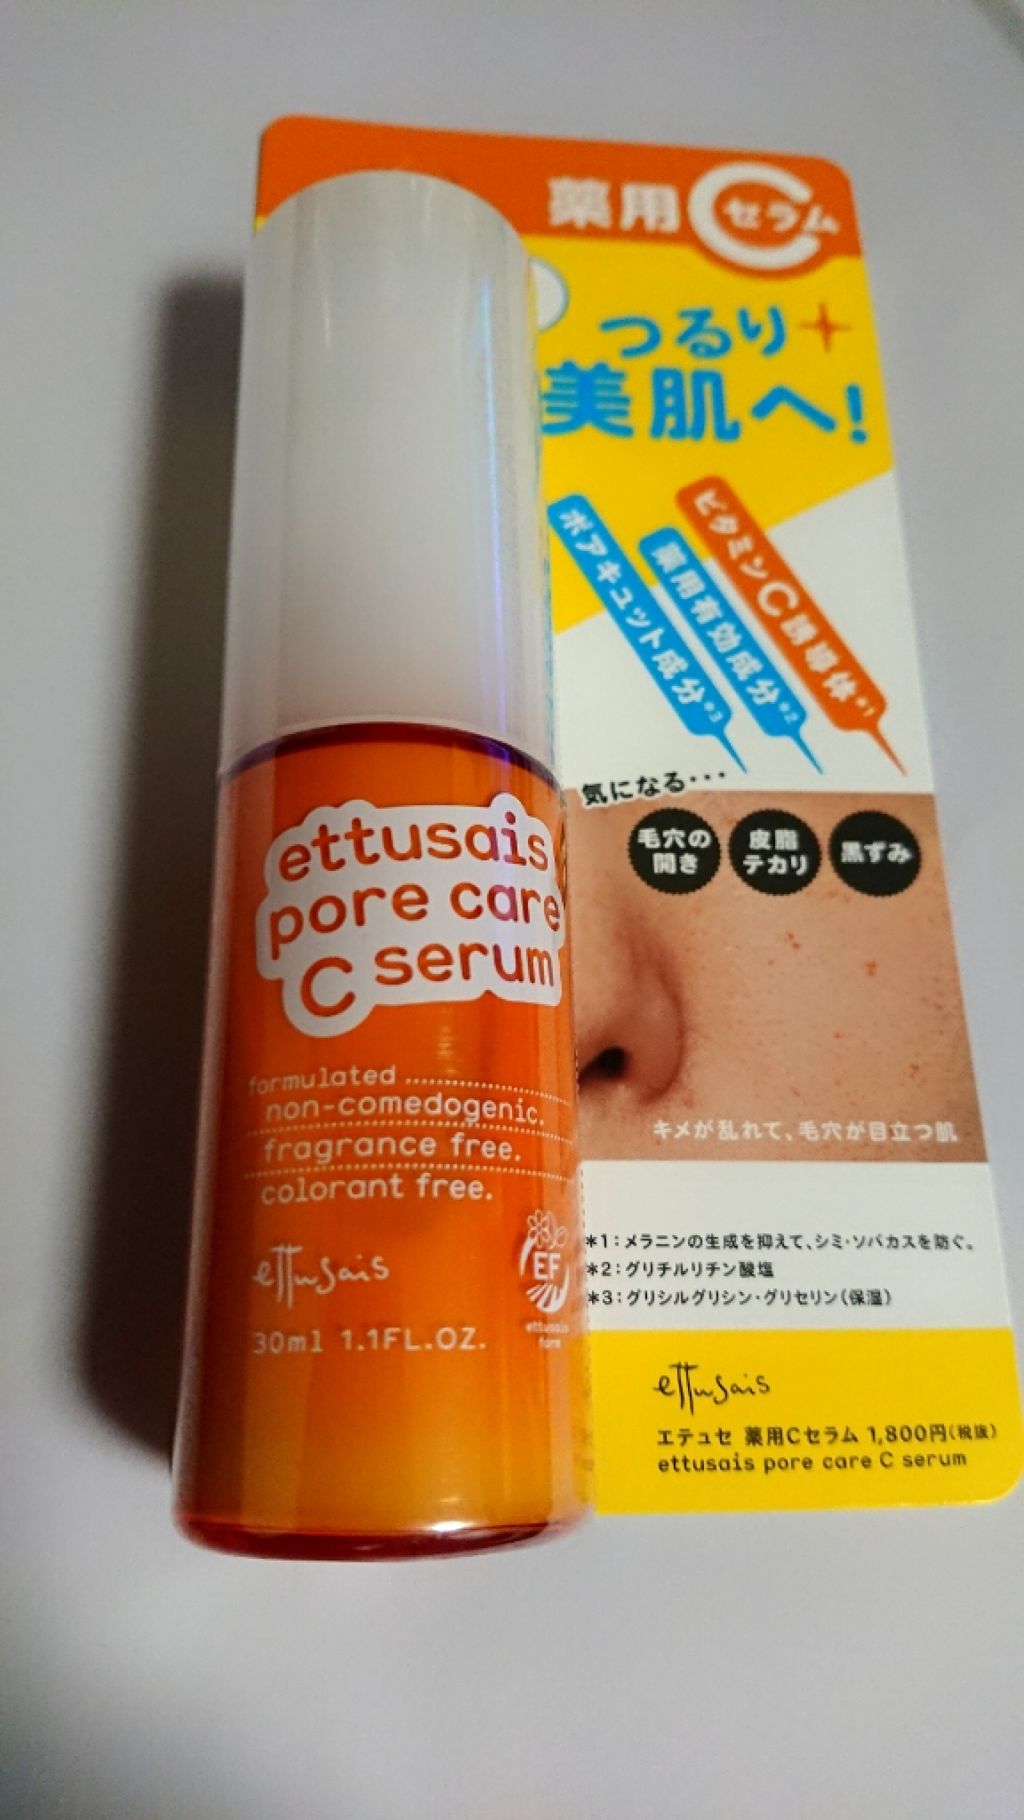 薬用Cセラム
つるり
美肌へ!
ビタミンC誘導体*1
薬用有効成分*2
ポアキュット成分*3
気になる・・・
毛穴の
開き
皮脂
テカリ
黒ずみ
キメが乱れて、毛穴が目立つ肌
*1:メラニンの生成を抑えて、シミ・ソバカスを防ぐ。
*2:グリチルリチン酸塩
*3:グリシルグリシン・グリセリン(保湿)
ettusais
エテュセ 薬用Cセラム 1,800円(税抜)
ettusais pore care C serum
ettusais
pore care
C serum
formulated
non-comedogenic.
fragrance free.
colorant free.
ettusais
30ml 1.1FL.OZ.
EF
ettusais
form